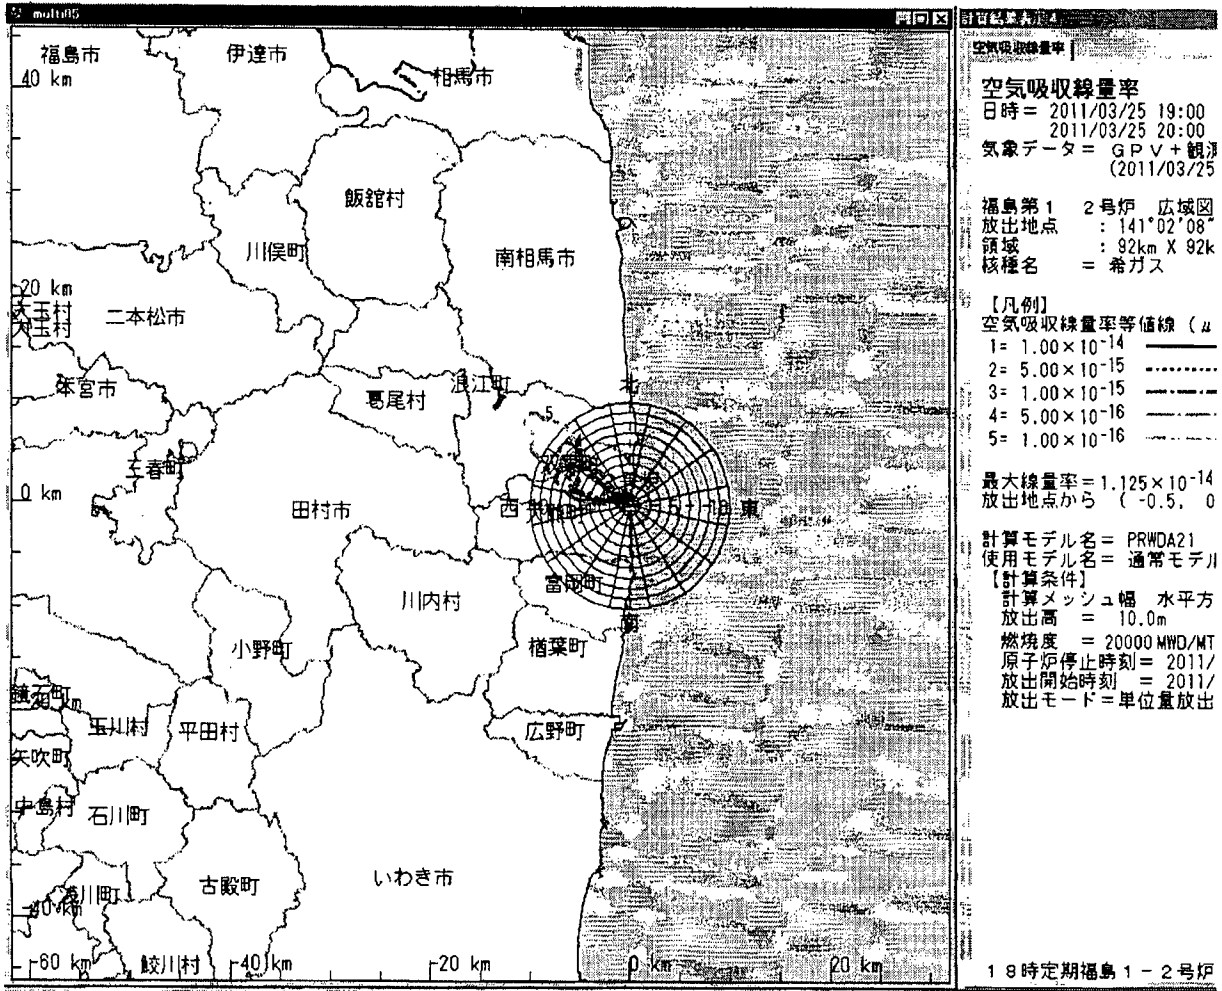 multi05
福島市
伊達市
40 km
相馬市
飯舘村
川俣町
南相馬市
20 km
大玉村
大玉村
二本松市
本宮市
葛尾村
浪江町
北
5
三春町
0 km
田村市
西
東
富岡町
川内村
南
小野町
楢葉町
玉川村
平田村
広野町
矢吹町
中島村
石川町
いわき市
古殿町
浅川町
-40 km
鮫川村
-60 km
-40 km
-20 km
0 km
20 km
空気吸収線量率
空気吸収線量率
日時= 2011/03/25 19:00
2011/03/25 20:00
気象データ= GPV+観測
(2011/03/25
福島第1 2号炉 広域図
放出地点 : 141°02'08"
領域 : 92km X 92k
核種名 = 希ガス
【凡例】
空気吸収線量率等値線 (μ
1= 1.00×10-14
2= 5.00×10-15
3= 1.00×10-15
4= 5.00×10-16
5= 1.00×10-16
最大線量率=1.125×10-14
放出地点から ( -0.5, 0
計算モデル名= PRWDA21
使用モデル名= 通常モデル
【計算条件】
計算メッシュ幅 水平方
放出高 = 10.0m
燃焼度 = 20000MWD/MT
原子炉停止時刻= 2011/
放出開始時刻 = 2011/
放出モード=単位量放出
18時定期福島1-2号炉